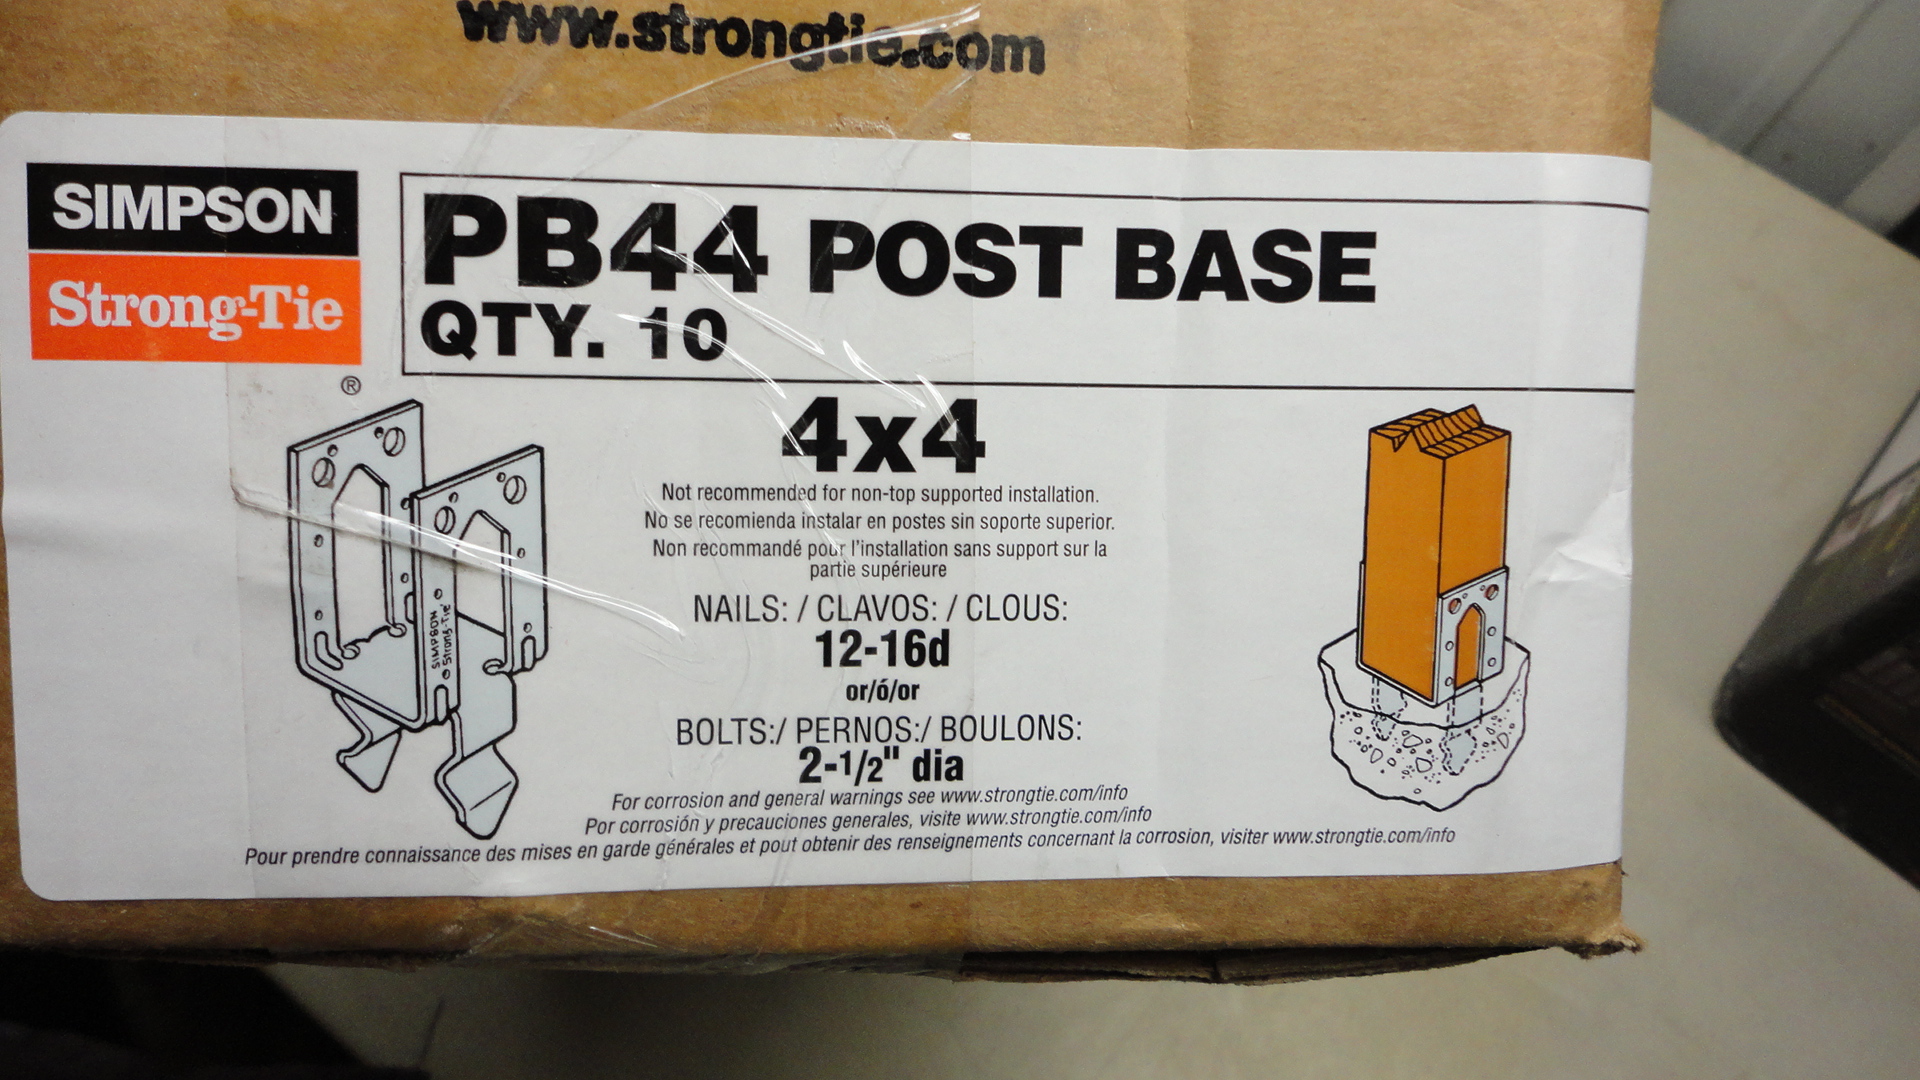 www.strongtie.com
SIMPSON
Strong-Tie
®
PB44 POST BASE
QTY. 10
4x4
Not recommended for non-top supported installation.
No se recomienda instalar en postes sin soporte superior.
Non recommandé pour l'installation sans support sur la
partie supérieure
NAILS: / CLAVOS: / CLOUS:
12-16d
or/ó/or
BOLTS:/ PERNOS:/ BOULONS:
2-1/2" dia
For corrosion and general warnings see www.strongtie.com/info
Por corrosión y precauciones generales, visite www.strongtie.com/info
Pour prendre connaissance des mises en garde générales et pout obtenir des renseignements concernant la corrosion, visiter www.strongtie.com/info
SIMPSON
Strong-Tie